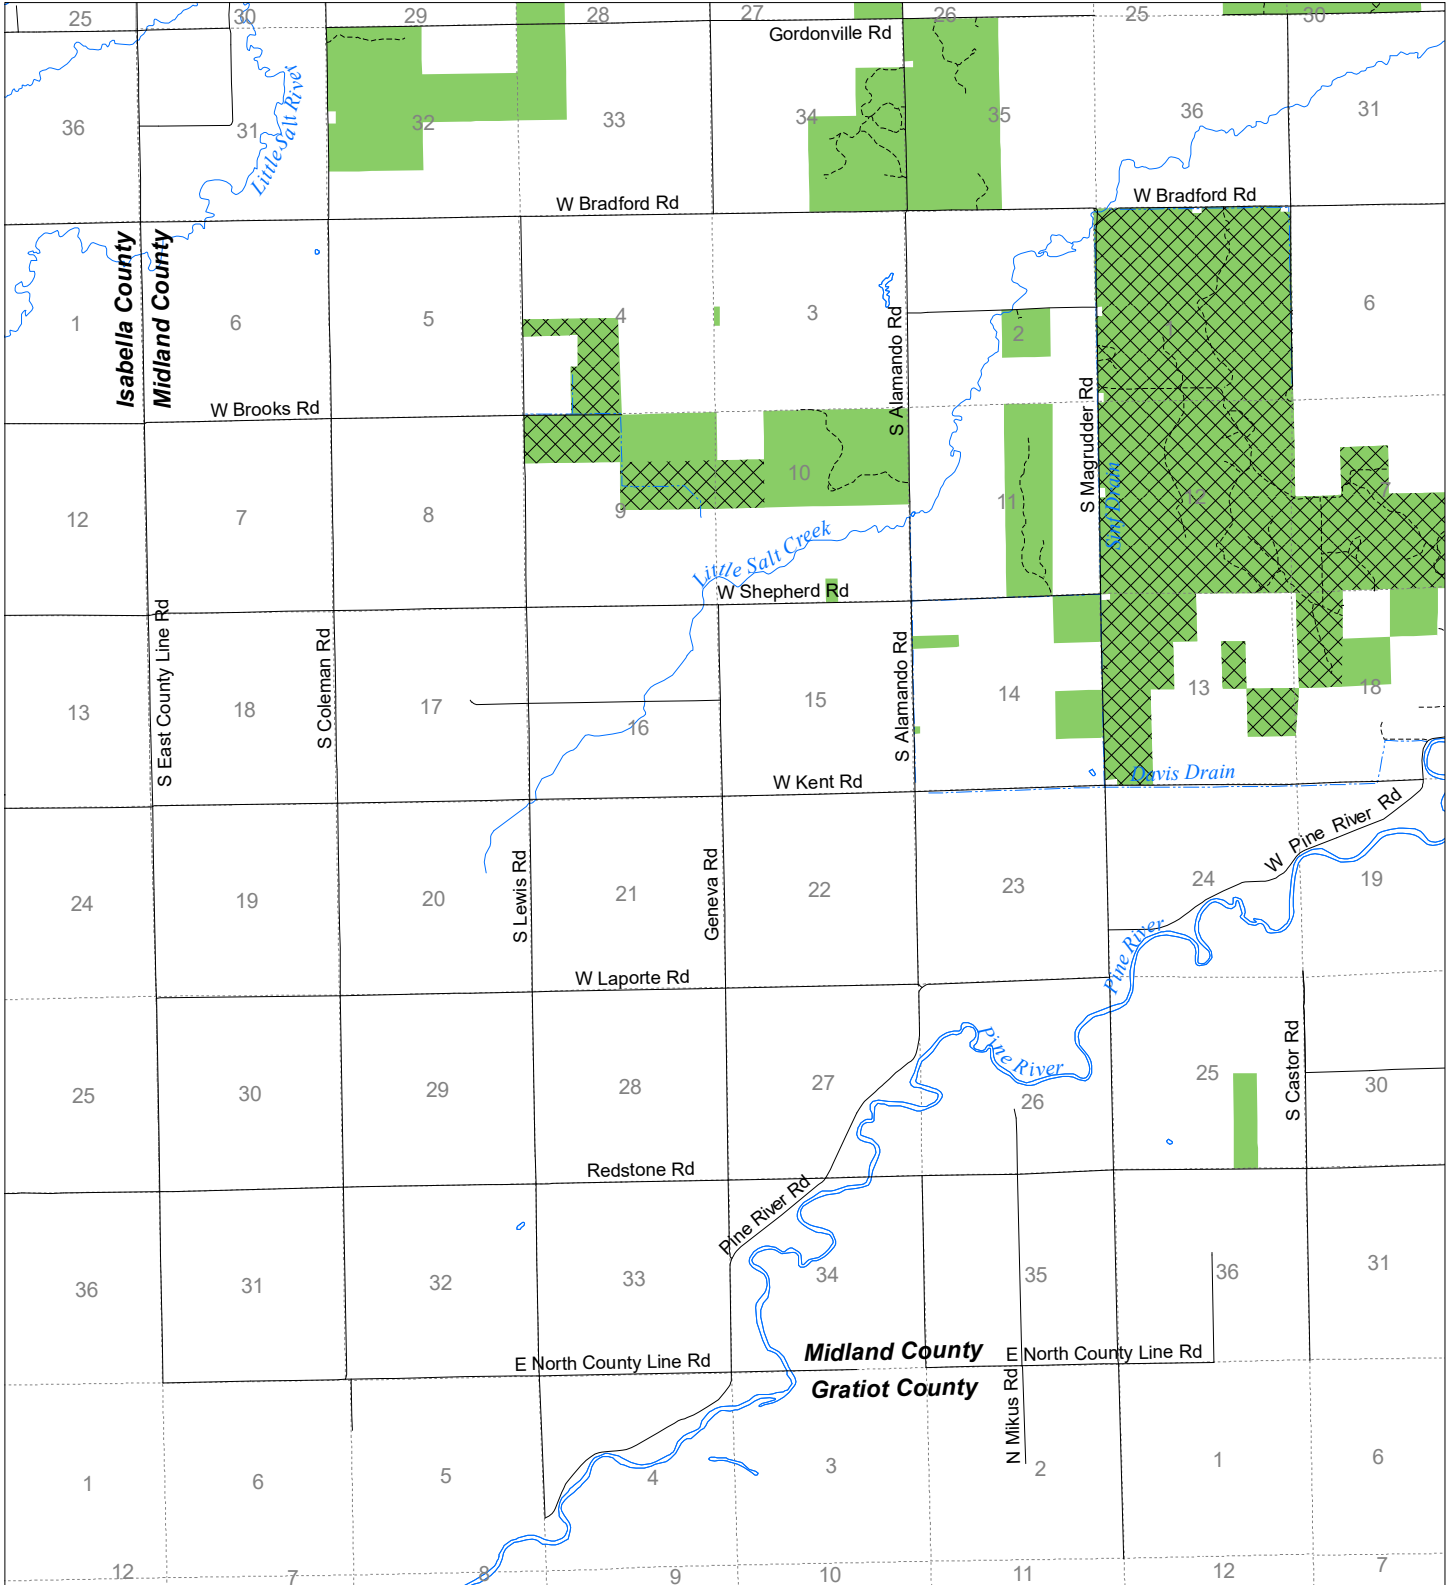 25
30
29
28
27
26
25
30
Gordonville Rd
36
31
Little Salt River
32
33
34
35
36
31
W Bradford Rd
W Bradford Rd
Isabella County
Midland County
1
6
5
4
3
S Alamando Rd
2
S Magrudder Rd
1
6
W Brooks Rd
12
7
8
9
10
11
Snif Drain
12
7
Little Salt Creek
W Shepherd Rd
S East County Line Rd
S Coleman Rd
S Alamando Rd
13
18
17
16
15
14
13
18
W Kent Rd
Davis Drain
W Pine River Rd
24
19
20
S Lewis Rd
21
Geneva Rd
22
23
24
19
Pine River
W Laporte Rd
Pine River
25
30
29
28
27
26
25
S Castor Rd
30
Redstone Rd
Pine River Rd
36
31
32
33
34
35
36
31
E North County Line Rd
Midland County
E North County Line Rd
Gratiot County
N Mikus Rd
1
6
5
4
3
2
1
6
12
7
8
9
10
11
12
7